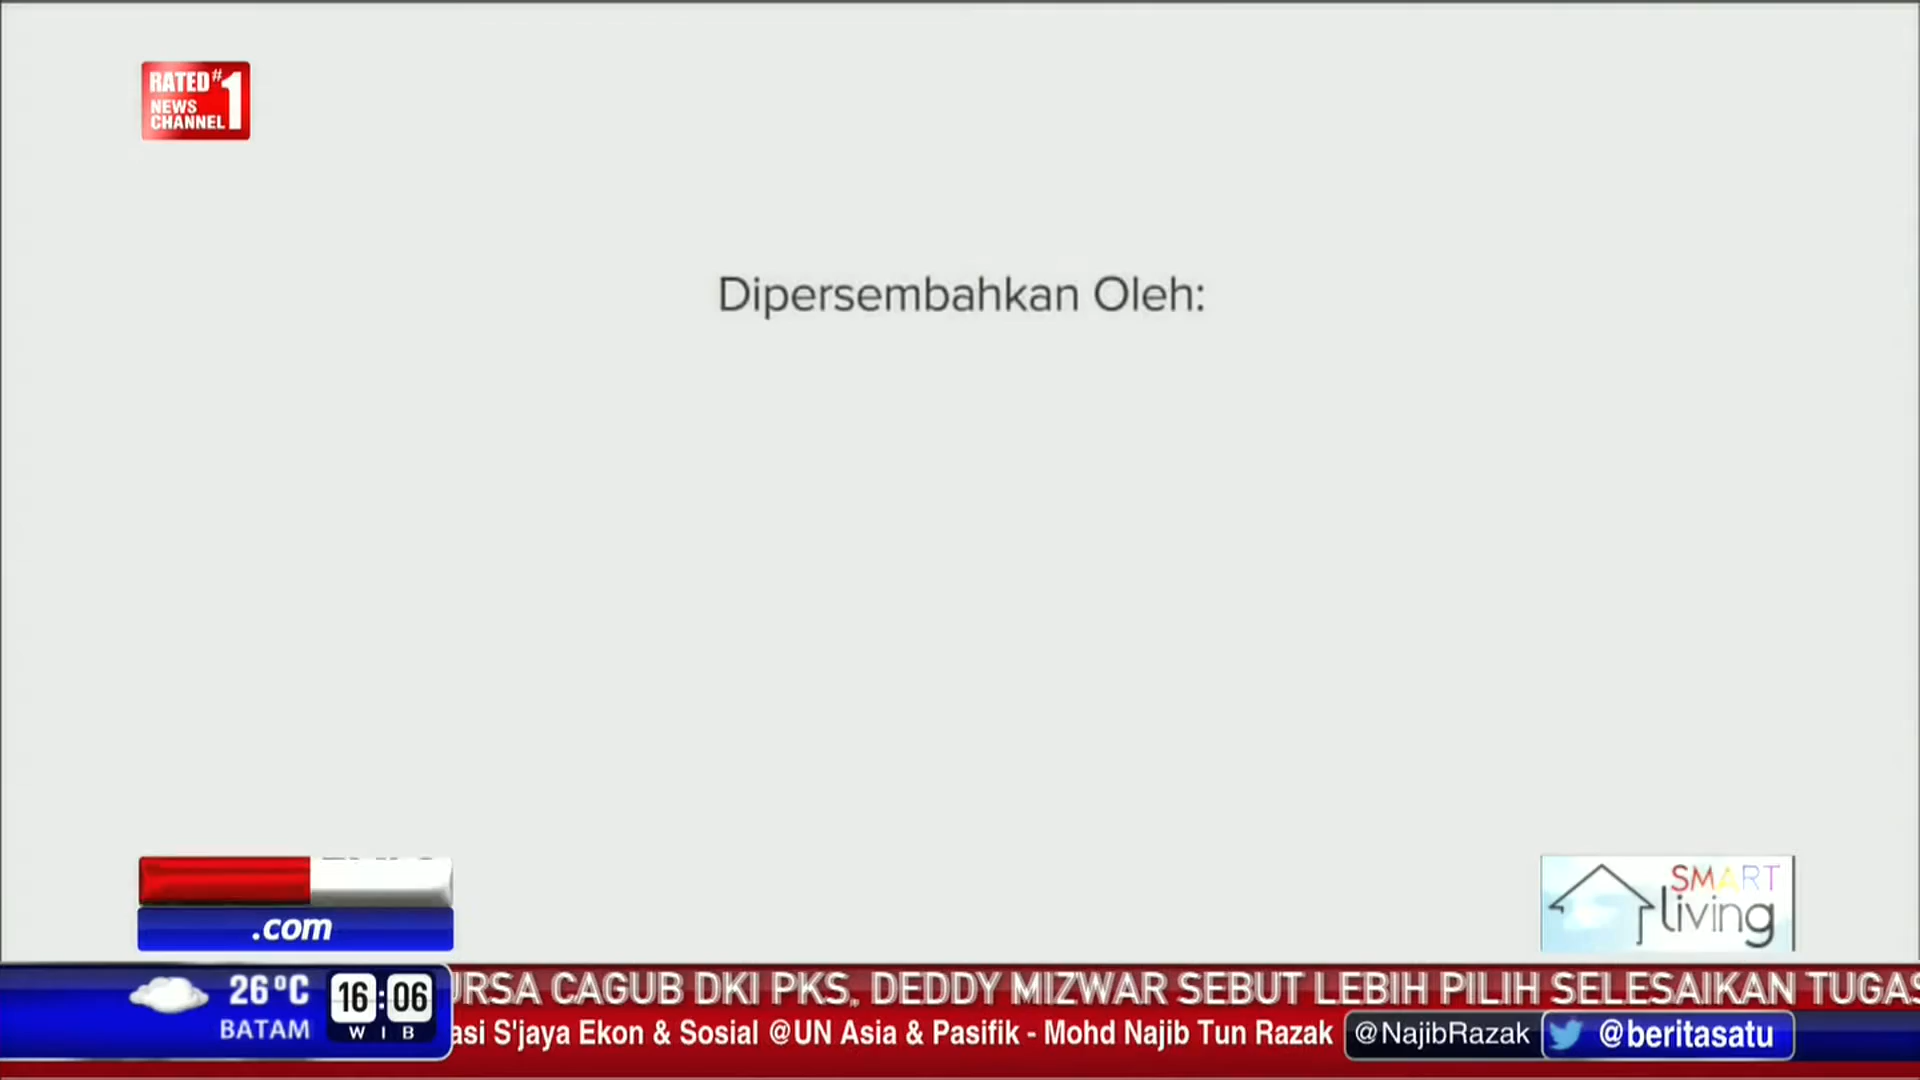 RATED #1
NEWS
CHANNEL
Dipersembahkan Oleh:
.com
SMART
living
26°C
BATAM
16:06
WIB
URSA CAGUB DKI PKS, DEDDY MIZWAR SEBUT LEBIH PILIH SELESAIKAN TUGAS
asi S'jaya Ekon & Sosial @UN Asia & Pasifik - Mohd Najib Tun Razak
@NajibRazak
@beritasatu